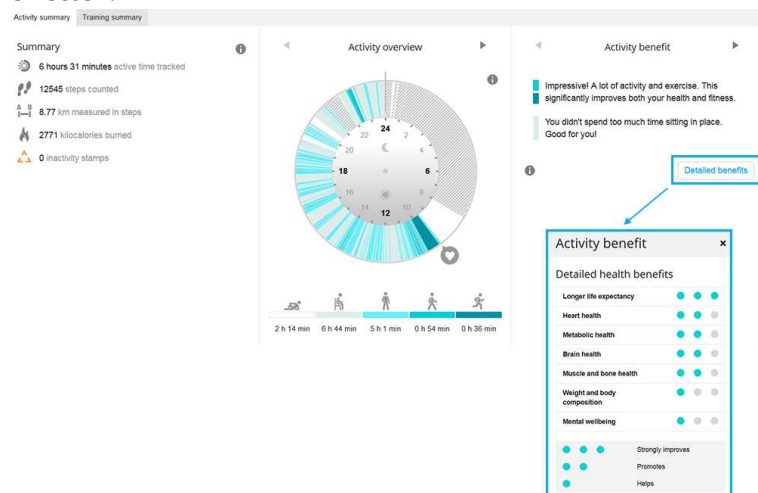 Activity summary
Training summary
Summary
6 hours 31 minutes active time tracked
12545 steps counted
A B
8.77 km measured in steps
2771 kilocalories burned
0 inactivity stamps
Activity overview
24
22
2
20
4
18
6
16
8
14
10
12
2 h 14 min
6 h 44 min
5 h 1 min
0 h 54 min
0 h 36 min
Activity benefit
Impressive! A lot of activity and exercise. This
significantly improves both your health and fitness.
You didn't spend too much time sitting in place.
Good for you!
Detailed benefits
Activity benefit
×
Detailed health benefits
Longer life expectancy
Heart health
Metabolic health
Brain health
Muscle and bone health
Weight and body
composition
Mental wellbeing
Strongly improves
Promotes
Helps